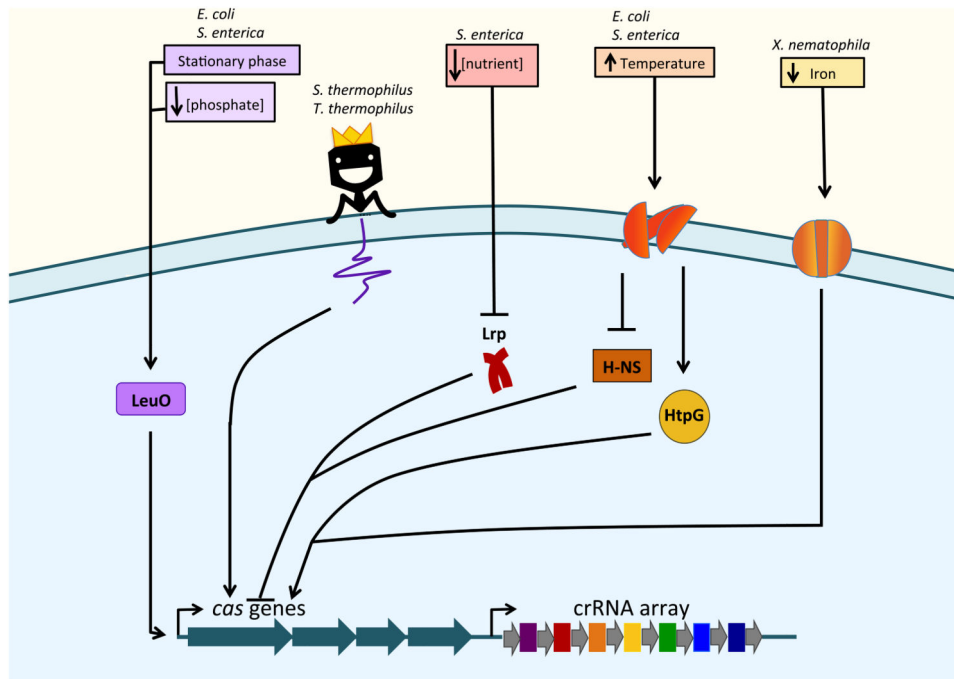 E. coli
S. enterica
Stationary phase
[phosphate]
S. thermophilus
T. thermophilus
S. enterica
[nutrient]
E. coli
S. enterica
Temperature
X. nematophila
Iron
Lrp
H-NS
LeuO
HtpG
cas genes
crRNA array